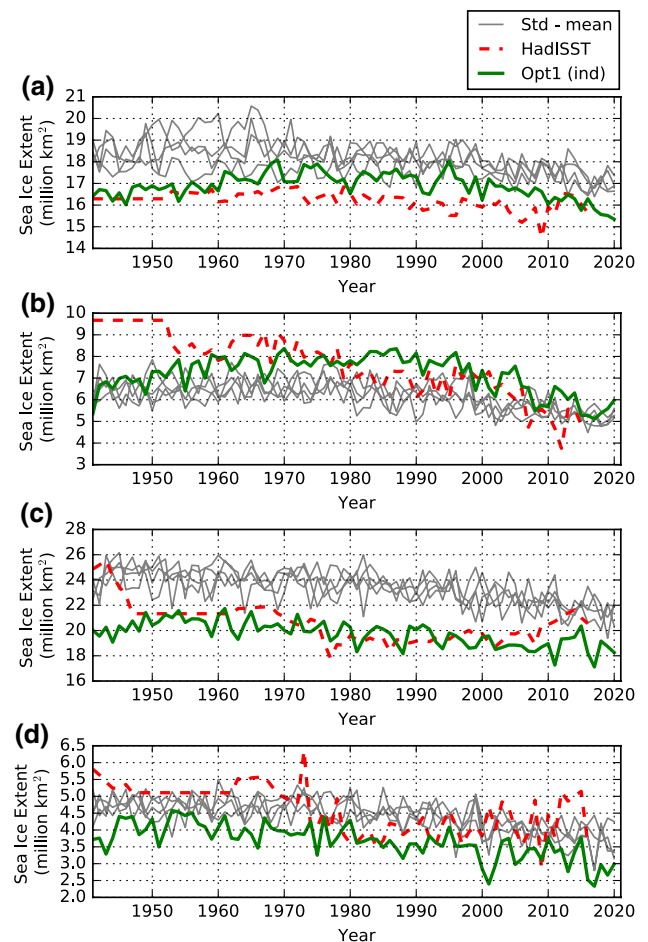 Std - mean
HadISST
Opt1 (ind)
(a)
21
20
19
18
17
16
15
14
Sea Ice Extent
(million km²)
1950 1960 1970 1980 1990 2000 2010 2020
Year
(b)
10
9
8
7
6
5
4
3
Sea Ice Extent
(million km²)
1950 1960 1970 1980 1990 2000 2010 2020
Year
(c)
28
26
24
22
20
18
16
Sea Ice Extent
(million km²)
1950 1960 1970 1980 1990 2000 2010 2020
Year
(d)
6.5
6.0
5.5
5.0
4.5
4.0
3.5
3.0
2.5
2.0
Sea Ice Extent
(million km²)
1950 1960 1970 1980 1990 2000 2010 2020
Year